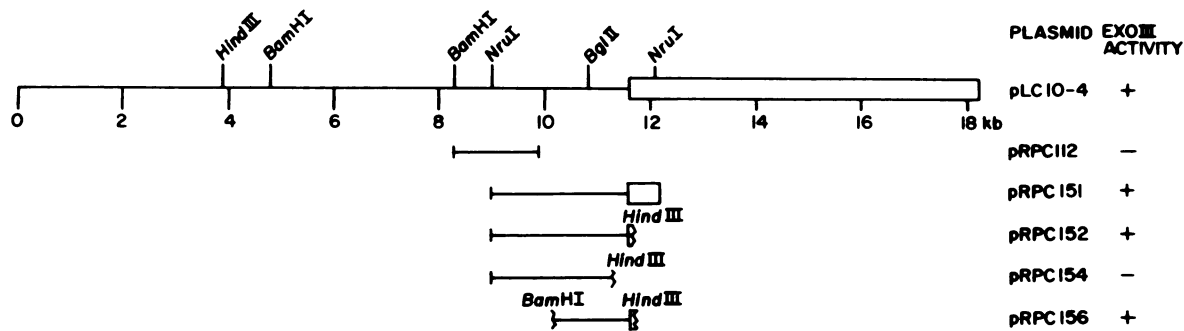 PLASMID EXOIII
ACTIVITY
HindIII BamHI BamHI NruI BglII NruI
pLC10-4 +
0 2 4 6 8 10 12 14 16 18 kb
pRPC112 −
pRPC151 +
HindIII
pRPC152 +
HindIII
pRPC154 −
BamHI HindIII
pRPC156 +